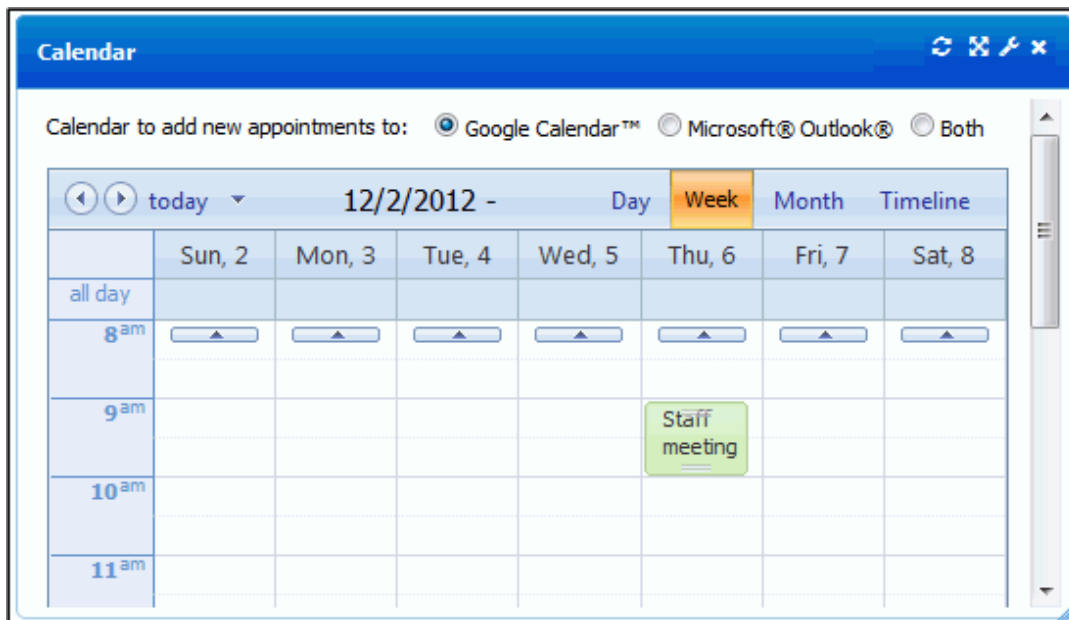 Calendar
Calendar to add new appointments to: Google Calendar™ Microsoft® Outlook® Both
today 12/2/2012 - Day Week Month Timeline
Sun, 2 Mon, 3 Tue, 4 Wed, 5 Thu, 6 Fri, 7 Sat, 8
all day
8am
9am
Staff
meeting
10am
11am